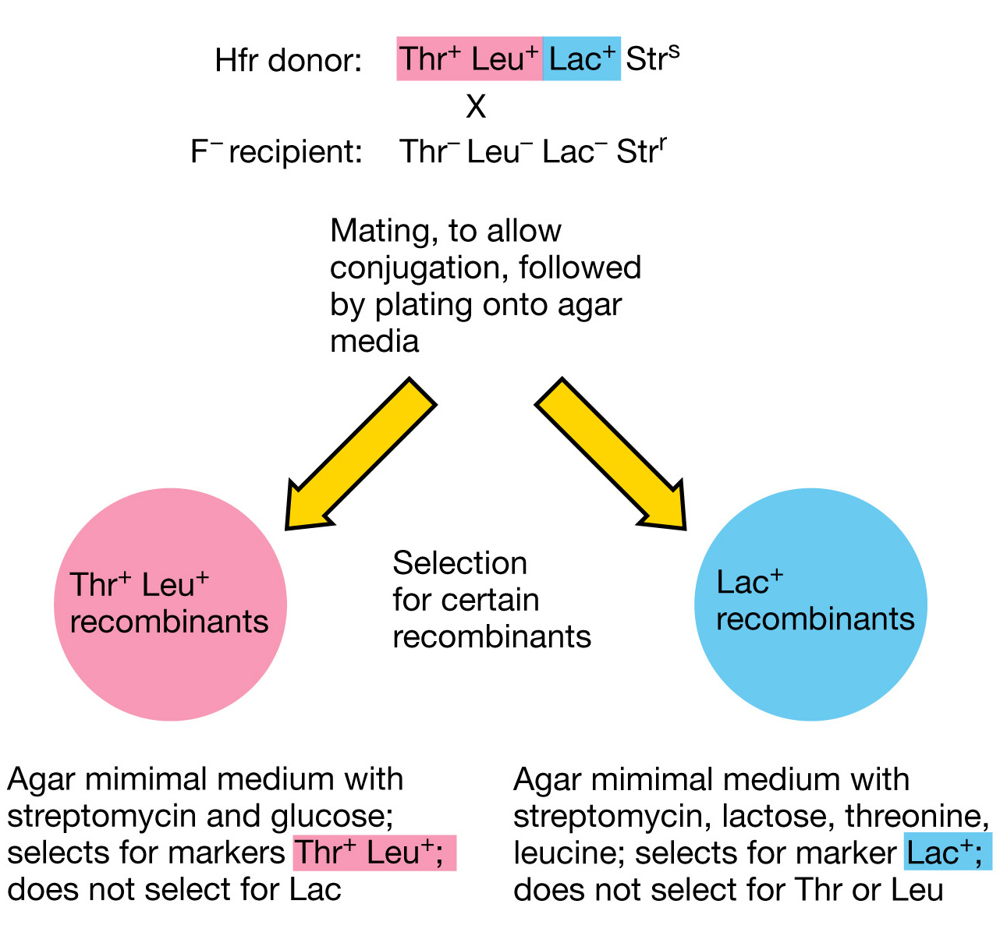 Hfr donor: Thr⁺ Leu⁺ Lac⁺ Strˢ
X
F⁻ recipient: Thr⁻ Leu⁻ Lac⁻ Strʳ
Mating, to allow
conjugation, followed
by plating onto agar
media
Thr⁺ Leu⁺
recombinants
Selection
for certain
recombinants
Lac⁺
recombinants
Agar mimimal medium with
streptomycin and glucose;
selects for markers Thr⁺ Leu⁺;
does not select for Lac
Agar mimimal medium with
streptomycin, lactose, threonine,
leucine; selects for marker Lac⁺;
does not select for Thr or Leu